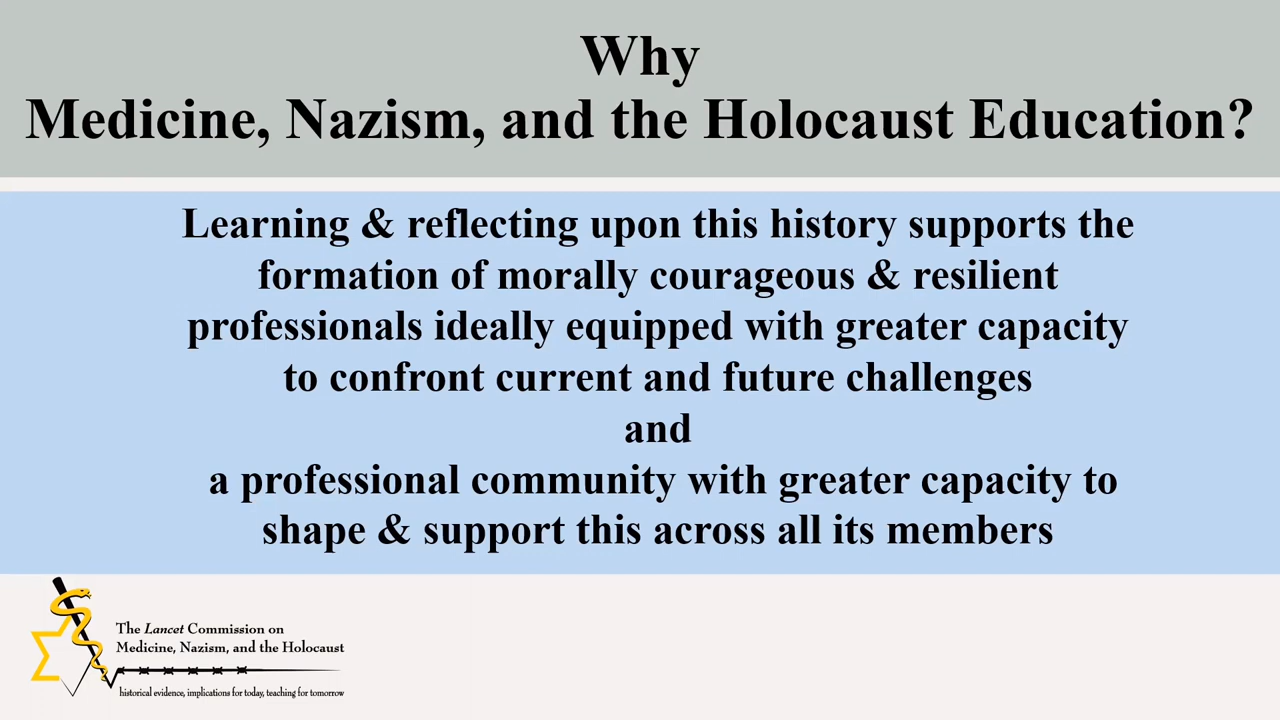 Why
Medicine, Nazism, and the Holocaust Education?
Learning & reflecting upon this history supports the
formation of morally courageous & resilient
professionals ideally equipped with greater capacity
to confront current and future challenges
and
a professional community with greater capacity to
shape & support this across all its members
The Lancet Commission on
Medicine, Nazism, and the Holocaust
historical evidence, implications for today, teaching for tomorrow